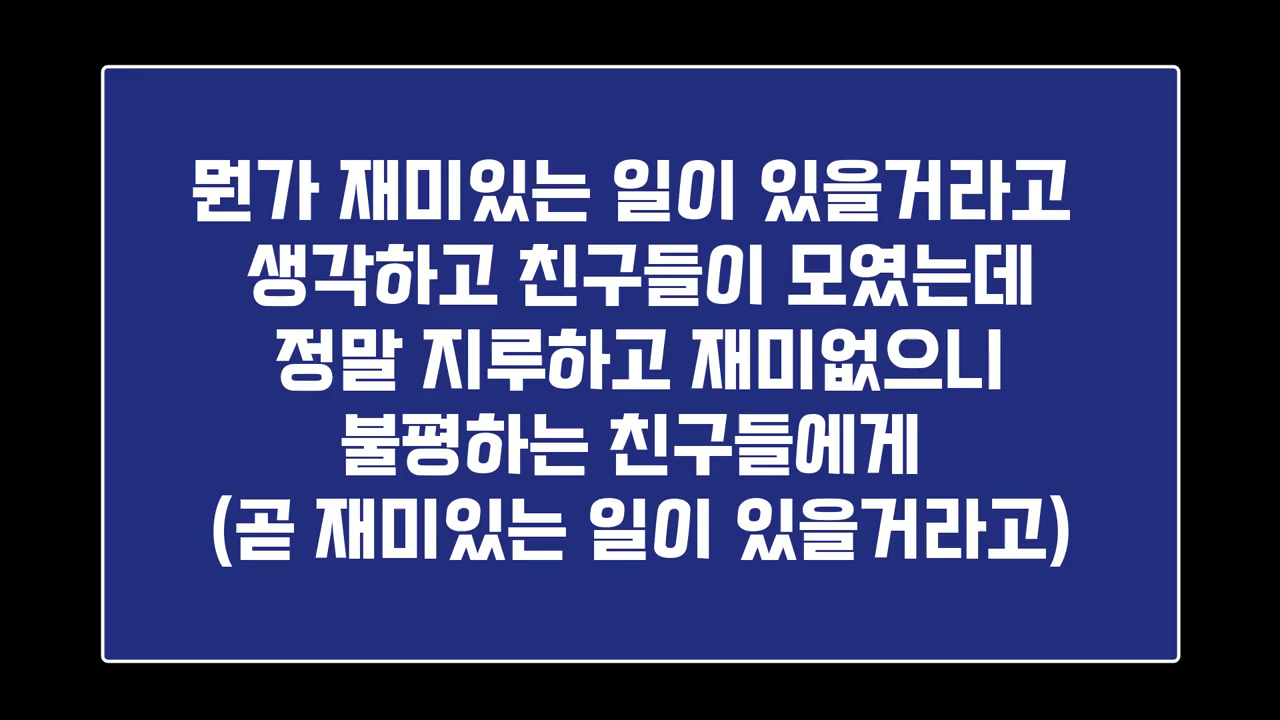 뭔가 재미있는 일이 있을거라고
생각하고 친구들이 모였는데
정말 지루하고 재미없으니
불평하는 친구들에게
(곧 재미있는 일이 있을거라고)